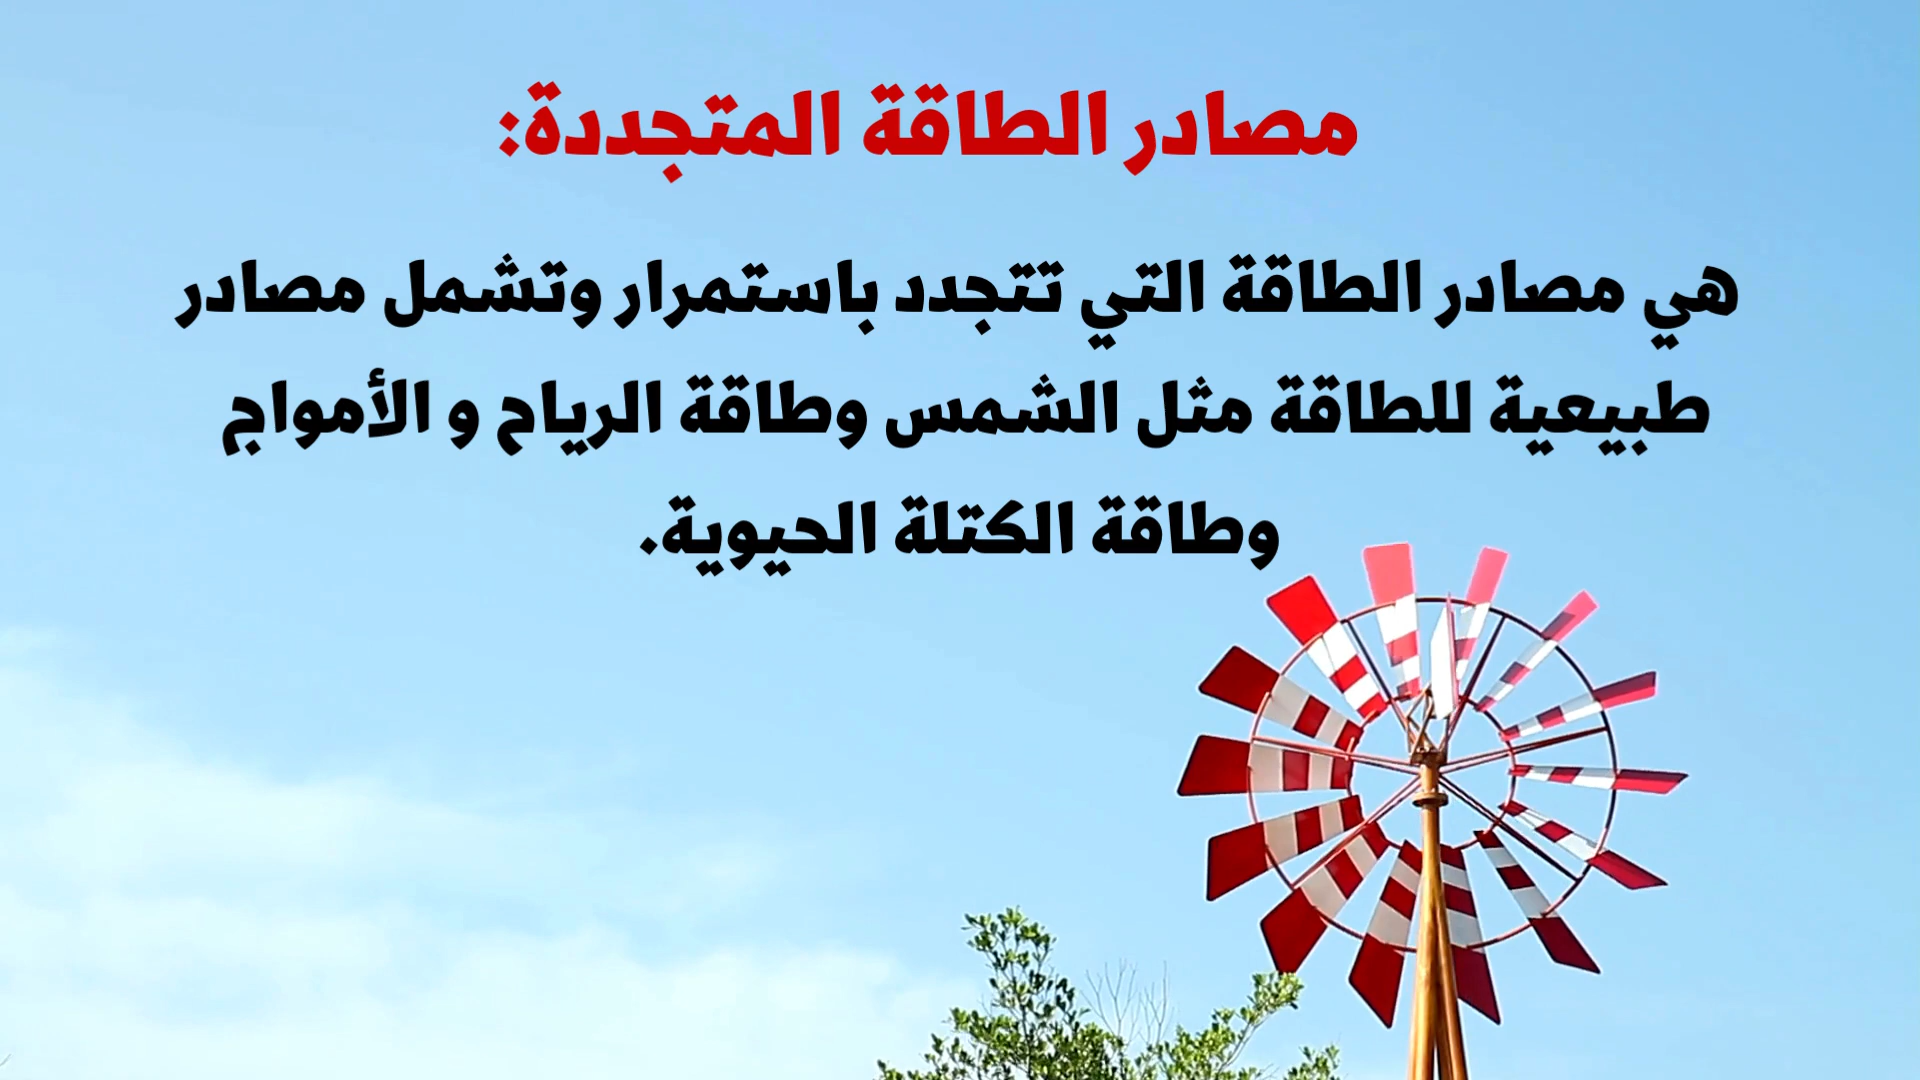 مصادر الطاقة المتجددة:
هي مصادر الطاقة التي تتجدد باستمرار وتشمل مصادر
طبيعية للطاقة مثل الشمس وطاقة الرياح و الأمواج
وطاقة الكتلة الحيوية.